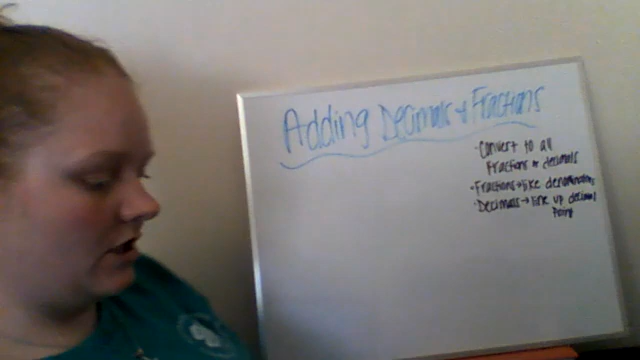 Adding Decimals + Fractions
· Convert to all
Fractions or decimals
· Fractions → like denominators
· Decimals → line up decimal
Point